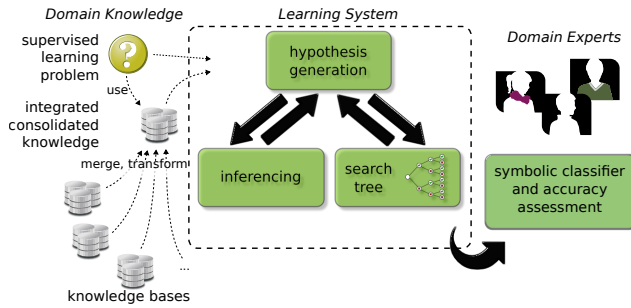 Domain Knowledge
Learning System
Domain Experts
supervised
learning
problem
?
use
integrated
consolidated
knowledge
merge, transform
...
knowledge bases
hypothesis
generation
inferencing
search
tree
symbolic classifier
and accuracy
assessment